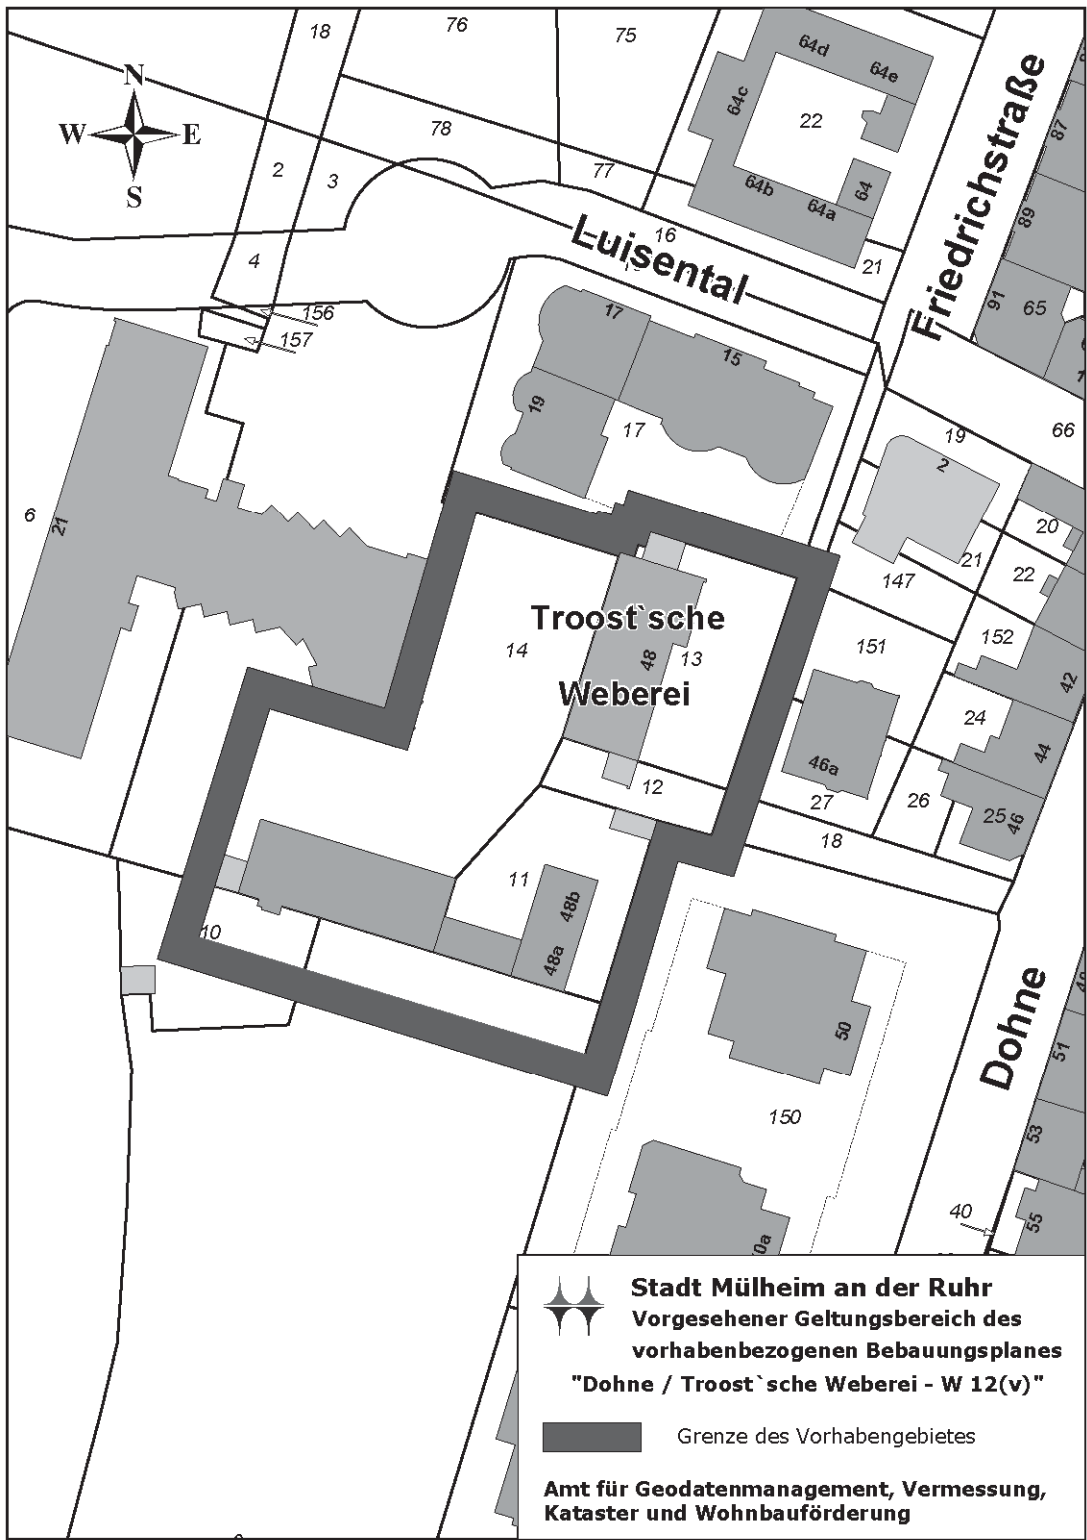 18
76
75
64d
64e
64c
22
87
N
W E
S
78
77
2
3
64b
64a
64
89
Friedrichstraße
16
Luisental
21
4
156
157
17
15
91
65
19
17
66
19
2
6
21
20
21
22
147
Troost`sche
14
48
13
151
152
Weberei
42
24
44
46a
12
27
26
25
46
18
11
48b
10
48a
50
Dohne
51
150
53
40
55
0a
Stadt Mülheim an der Ruhr
Vorgesehener Geltungsbereich des
vorhabenbezogenen Bebauungsplanes
"Dohne / Troost`sche Weberei - W 12(v)"
Grenze des Vorhabengebietes
Amt für Geodatenmanagement, Vermessung,
Kataster und Wohnbauförderung